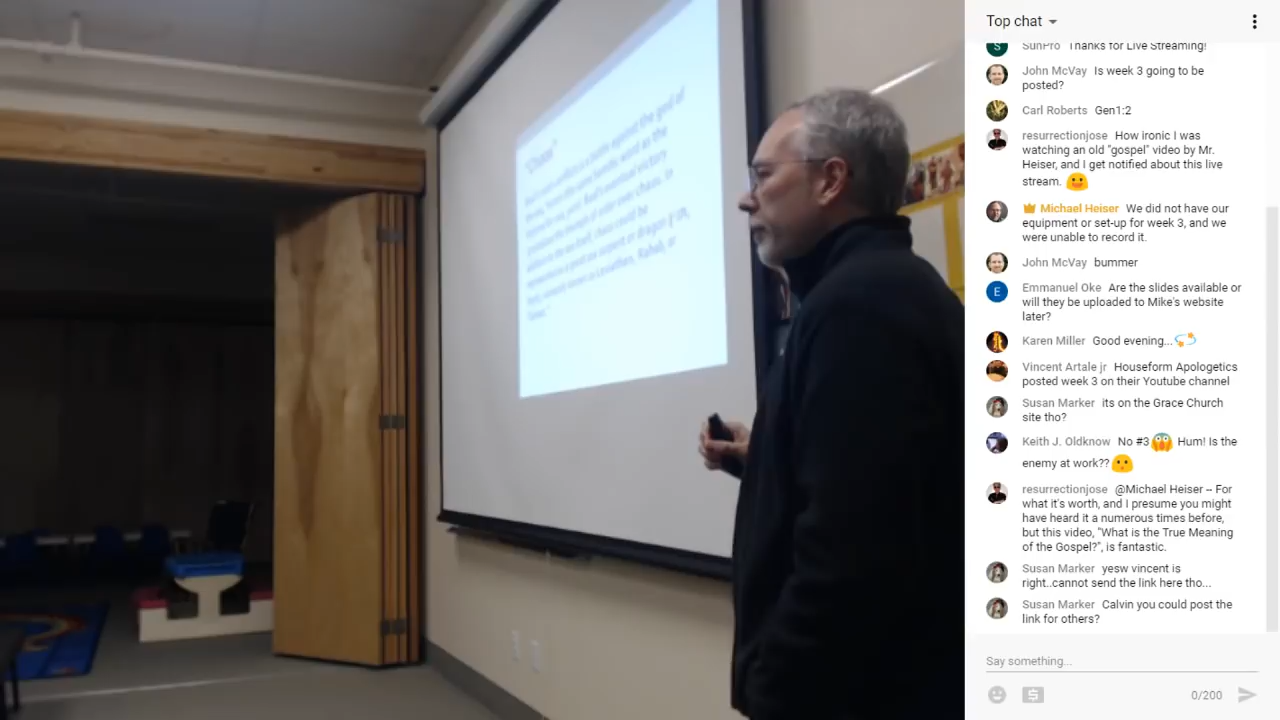 "Chaos"
Top chat
SunPro Thanks for Live Streaming!
John McVay Is week 3 going to be
posted?
Carl Roberts Gen1:2
resurrectionjose How ironic I was
watching an old "gospel" video by Mr.
Heiser, and I get notified about this live
stream.
Michael Heiser We did not have our
equipment or set-up for week 3, and we
were unable to record it.
John McVay bummer
E
Emmanuel Oke Are the slides available or
will they be uploaded to Mike's website
later?
Karen Miller Good evening...
Vincent Artale jr Houseform Apologetics
posted week 3 on their Youtube channel
Susan Marker its on the Grace Church
site tho?
Keith J. Oldknow No #3 Hum! Is the
enemy at work??
resurrectionjose @Michael Heiser -- For
what it's worth, and I presume you might
have heard it a numerous times before,
but this video, "What is the True Meaning
of the Gospel?", is fantastic.
Susan Marker yesw vincent is
right..cannot send the link here tho...
Susan Marker Calvin you could post the
link for others?
Say something...
0/200